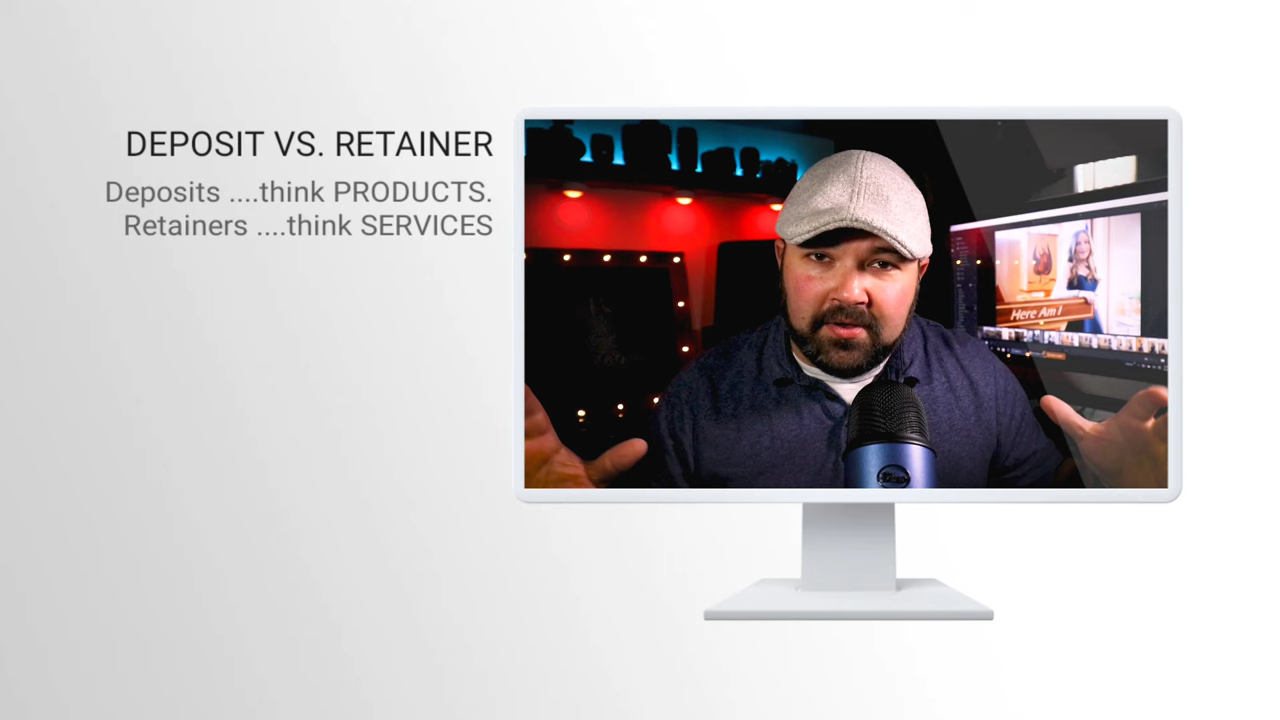 DEPOSIT VS. RETAINER
Deposits ....think PRODUCTS.
Retainers ....think SERVICES
Here Am I